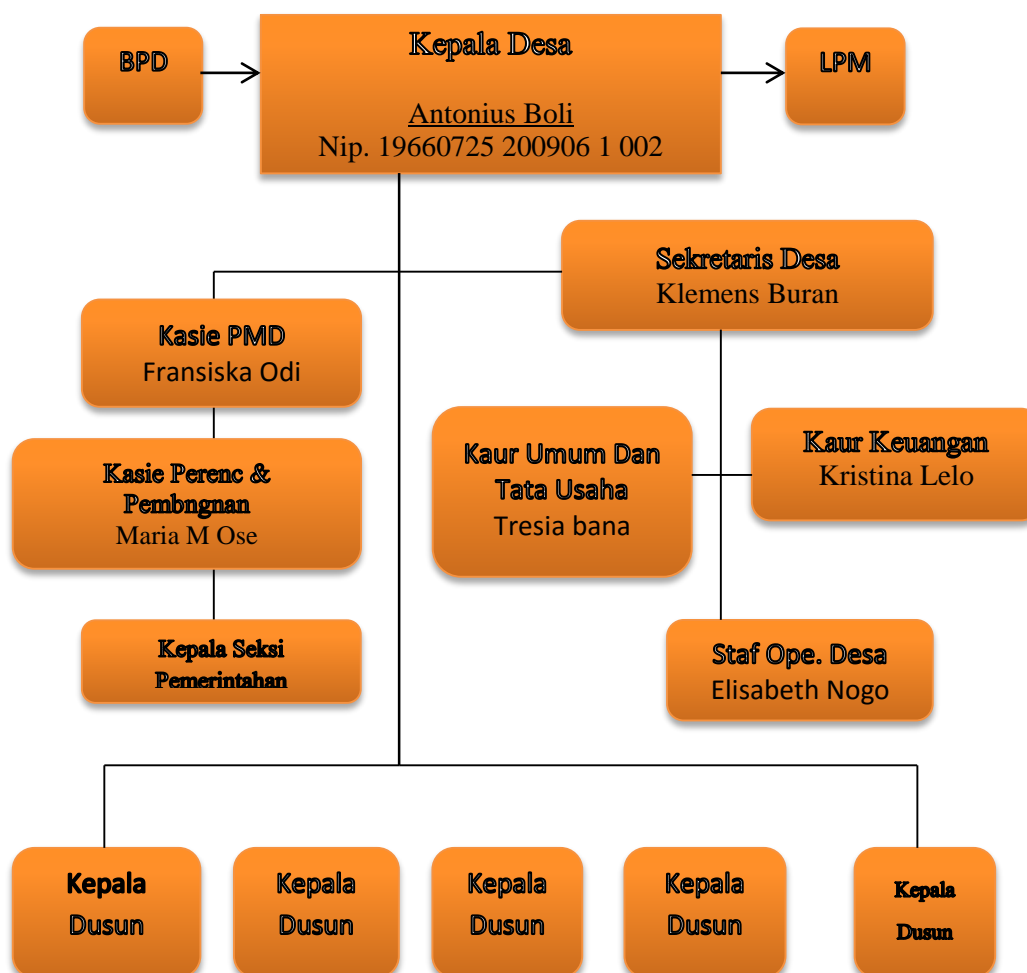 BPD
Kepala Desa
Antonius Boli
Nip. 19660725 200906 1 002
LPM
Sekretaris Desa
Klemens Buran
Kasie PMD
Fransiska Odi
Kaur Umum Dan
Tata Usaha
Tresia bana
Kaur Keuangan
Kristina Lelo
Kasie Perenc &
Pembngnan
Maria M Ose
Kepala Seksi
Pemerintahan
Staf Ope. Desa
Elisabeth Nogo
Kepala
Dusun
Kepala
Dusun
Kepala
Dusun
Kepala
Dusun
Kepala
Dusun